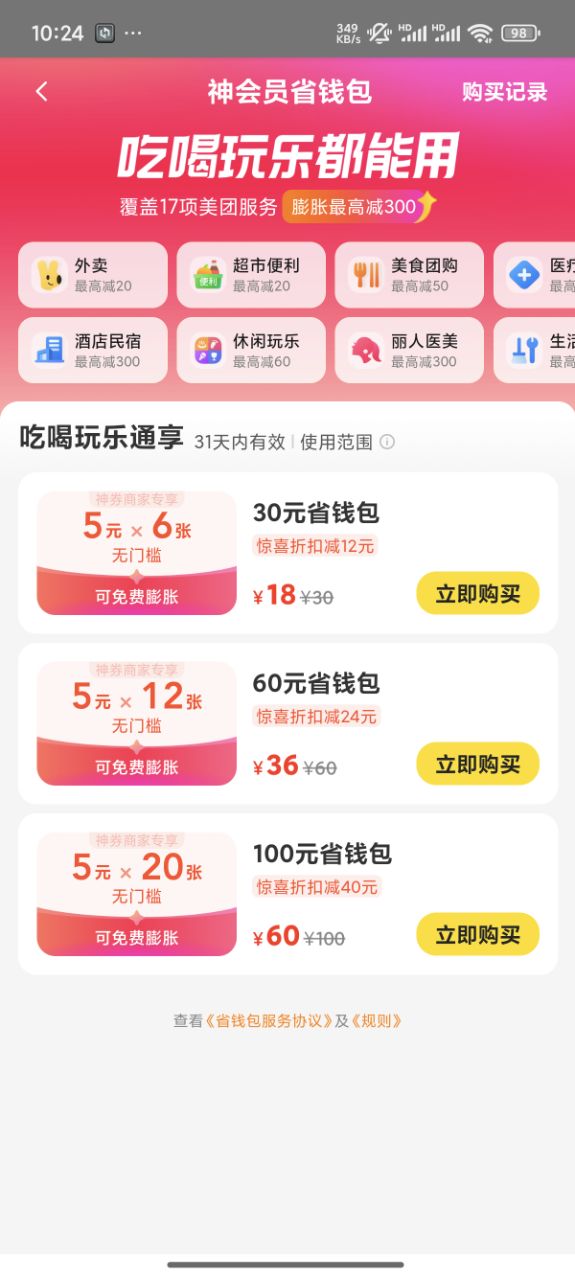 10:24
349 KB/s
HD
HD
98
神会员省钱包
购买记录
吃喝玩乐都能用
覆盖17项美团服务 膨胀最高减300
外卖
最高减20
超市便利
最高减20
便利
美食团购
最高减50
医疗
最高
酒店民宿
最高减300
休闲玩乐
最高减60
丽人医美
最高减300
生活
最高
吃喝玩乐通享 31天内有效 | 使用范围
神券商家专享
5元 × 6张
无门槛
可免费膨胀
30元省钱包
惊喜折扣减12元
¥18 ¥30
立即购买
神券商家专享
5元 × 12张
无门槛
可免费膨胀
60元省钱包
惊喜折扣减24元
¥36 ¥60
立即购买
神券商家专享
5元 × 20张
无门槛
可免费膨胀
100元省钱包
惊喜折扣减40元
¥60 ¥100
立即购买
查看《省钱包服务协议》及《规则》